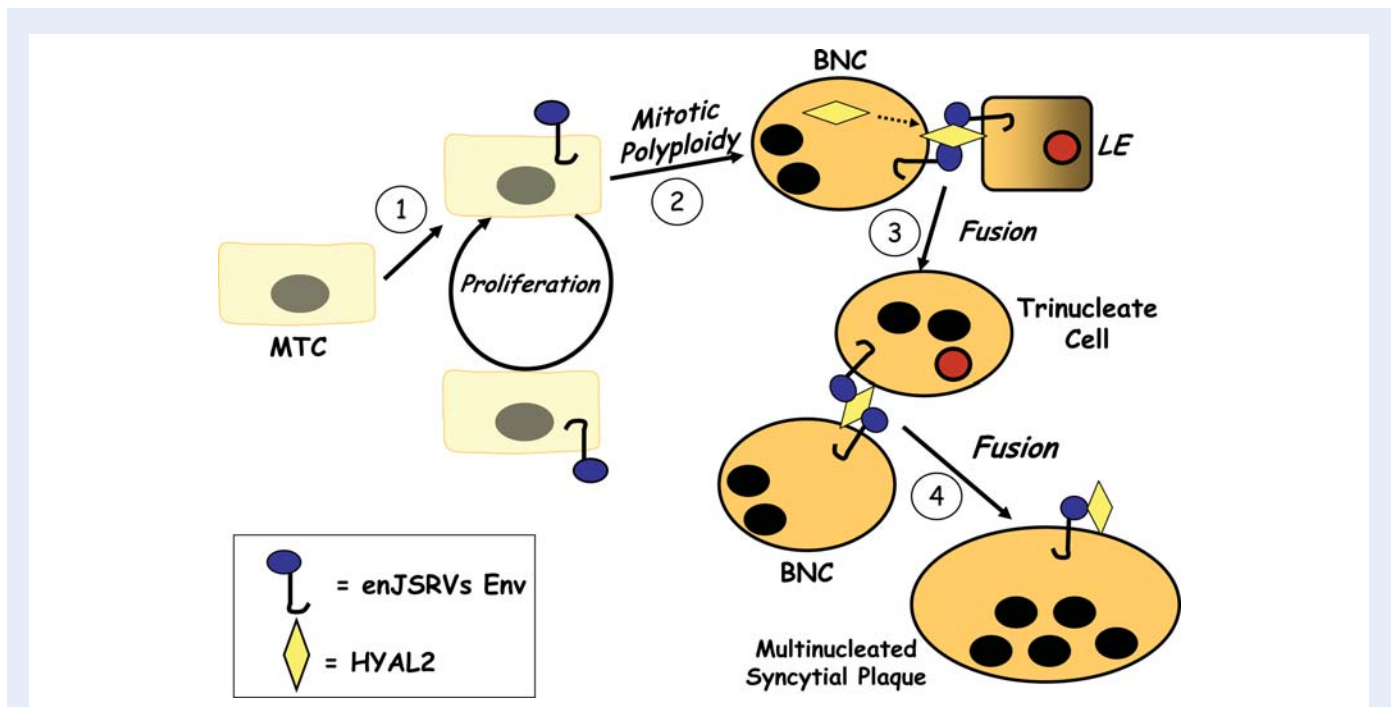 MTC
1
Proliferation
Mitotic
Polyploidy
2
BNC
LE
3
Fusion
Trinucleate
Cell
BNC
Fusion
4
Multinucleated
Syncytial Plaque
= enJSRVs Env
= HYAL2